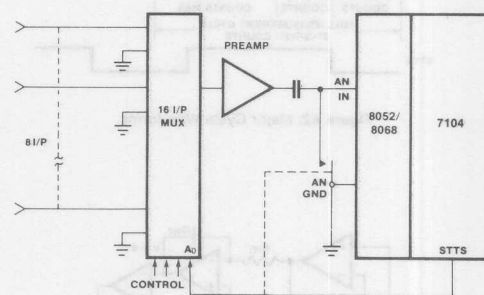 PREAMP
AN
IN
16 I/P
MUX
8052/
8068
7104
8 I/P
AN
GND
A0
STTS
CONTROL